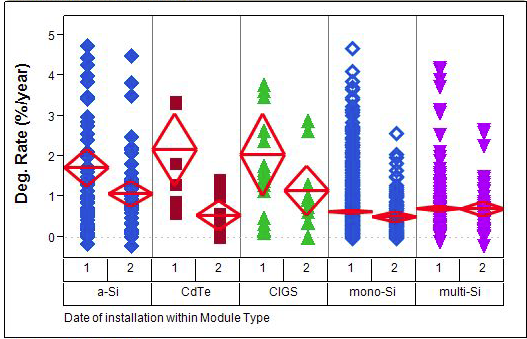 Deg. Rate (%/year)
5
4
3
2
1
0
1 2 1 2 1 2 1 2 1 2
a-Si CdTe CIGS mono-Si multi-Si
Date of installation within Module Type